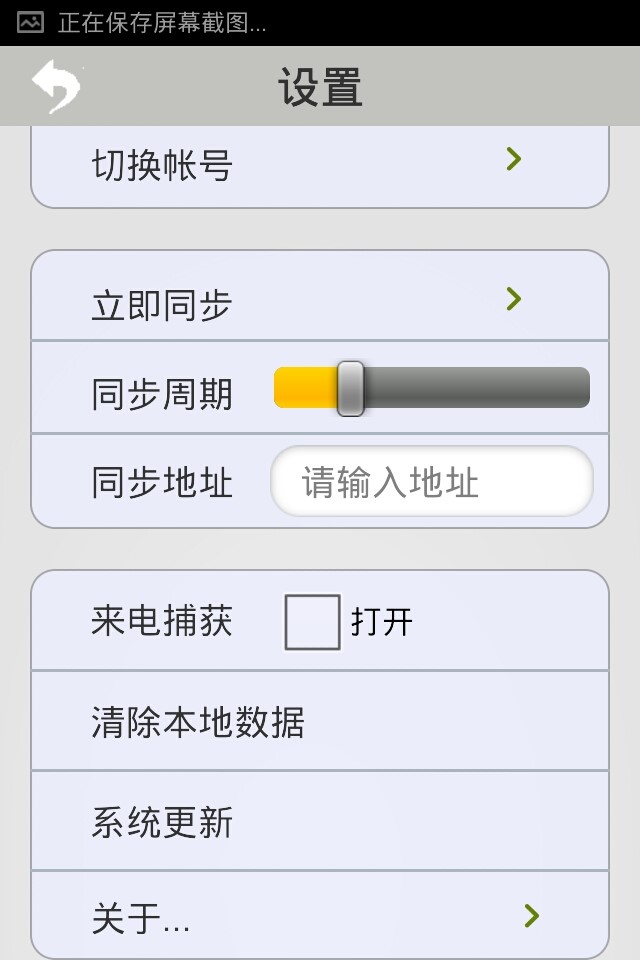 正在保存屏幕截图...
设置
切换帐号
立即同步
同步周期
同步地址 请输入地址
来电捕获 打开
清除本地数据
系统更新
关于...